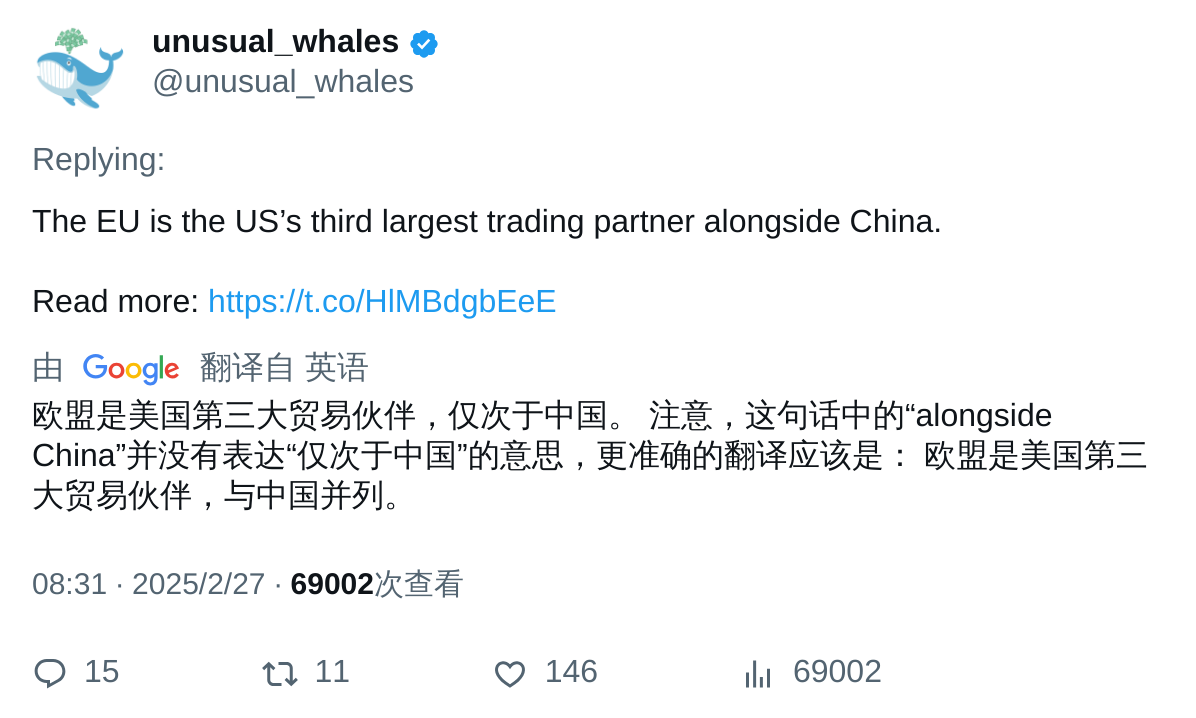 unusual_whales
@unusual_whales
Replying:
The EU is the US’s third largest trading partner alongside China.
Read more: https://t.co/HlMBdgbEeE
由 Google 翻译自 英语
欧盟是美国第三大贸易伙伴，仅次于中国。 注意，这句话中的“alongside
China”并没有表达“仅次于中国”的意思，更准确的翻译应该是： 欧盟是美国第三
大贸易伙伴，与中国并列。
08:31 · 2025/2/27 · 69002次查看
15 11 146 69002